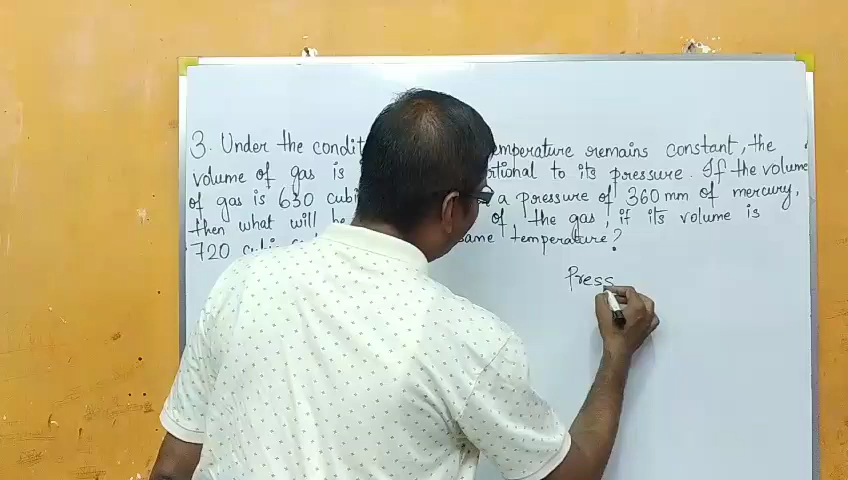 3. Under the condit emperature remains constant, the
volume of gas is rtional to its pressure. If the volume
of gas is 630 cubi a pressure of 360 mm of mercury,
then what will be of the gas, if its volume is
720 cubi same temperature?
Press